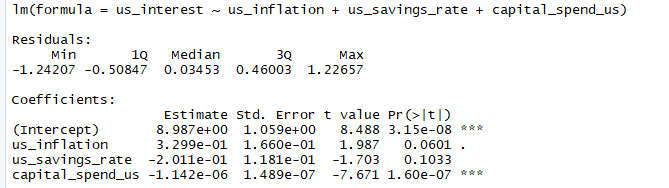 lm(formula = us_interest ~ us_inflation + us_savings_rate + capital_spend_us)
Residuals:
Min 1Q Median 3Q Max
-1.24207 -0.50847 0.03453 0.46003 1.22657
Coefficients:
Estimate Std. Error t value Pr(>|t|)
(Intercept) 8.987e+00 1.059e+00 8.488 3.15e-08 ***
us_inflation 3.299e-01 1.660e-01 1.987 0.0601 .
us_savings_rate -2.011e-01 1.181e-01 -1.703 0.1033
capital_spend_us -1.142e-06 1.489e-07 -7.671 1.60e-07 ***